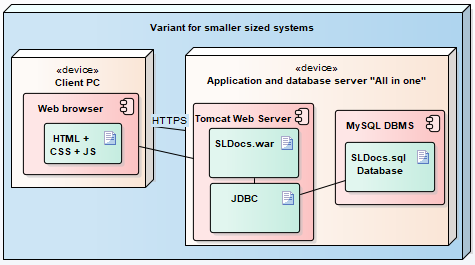 Variant for smaller sized systems
«device»
Client PC
Web browser
HTML +
CSS + JS
HTTPS
«device»
Application and database server "All in one"
Tomcat Web Server
SLDocs.war
JDBC
MySQL DBMS
SLDocs.sql
Database